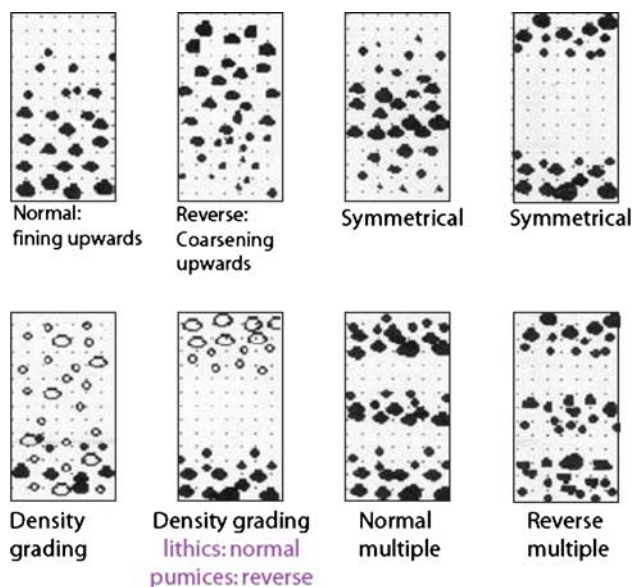 Normal:
fining upwards
Reverse:
Coarsening
upwards
Symmetrical
Symmetrical
Density
grading
Density grading
lithics: normal
pumices: reverse
Normal
multiple
Reverse
multiple